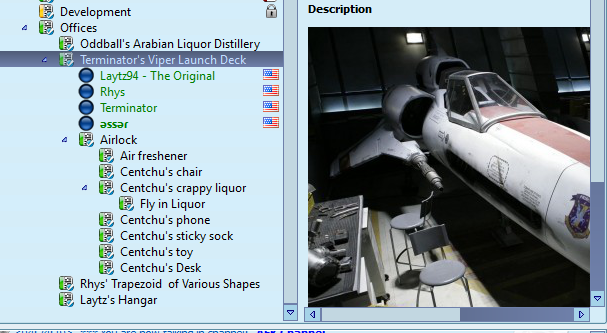 Development
Offices
Oddball's Arabian Liquor Distillery
Terminator's Viper Launch Deck
Laytz94 - The Original
Rhys
Terminator
əssər
Airlock
Air freshener
Centchu's chair
Centchu's crappy liquor
Fly in Liquor
Centchu's phone
Centchu's sticky sock
Centchu's toy
Centchu's Desk
Rhys' Trapezoid of Various Shapes
Laytz's Hangar
Description